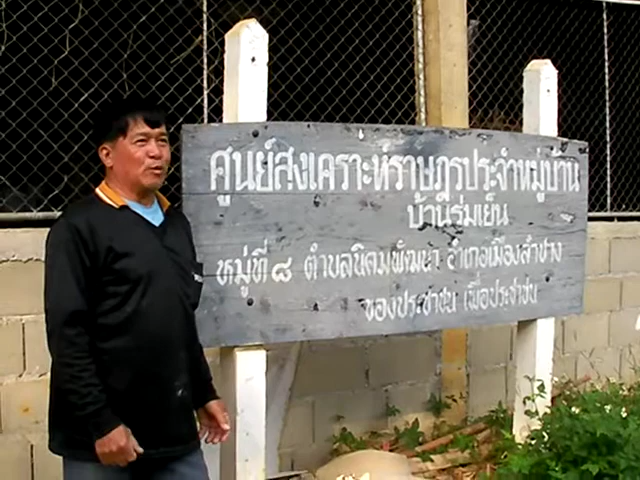 ศูนย์สงเคราะห์ราษฎรประจำหมู่บ้าน
บ้านร่มเย็น
หมู่ที่ ๘ ตำบลนิคมพัฒนา อำเภอเมืองลำปาง
ของประชาชน เพื่อประชาชน